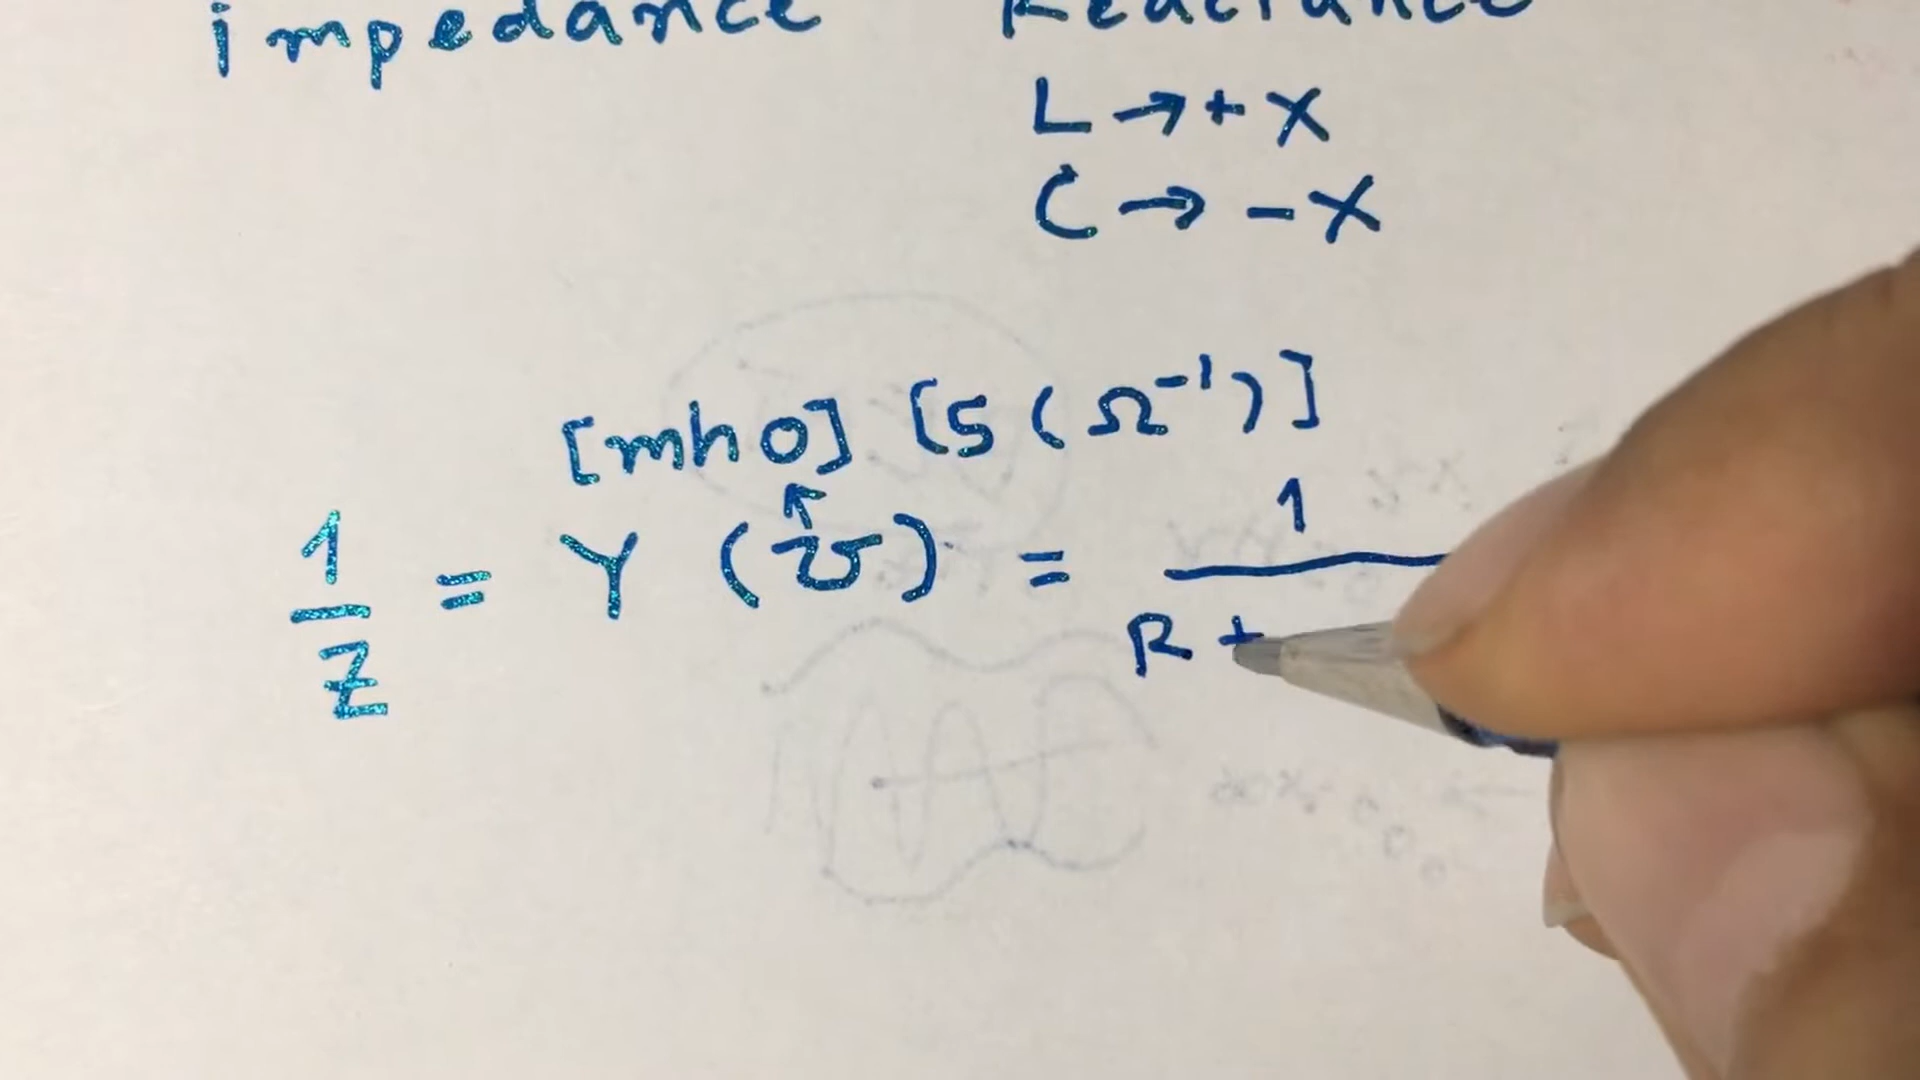 impedance Reactance
L → + X
C → - X
[mho] [S (Ω⁻¹)]
1/Z = Y (℧) = 1/R +